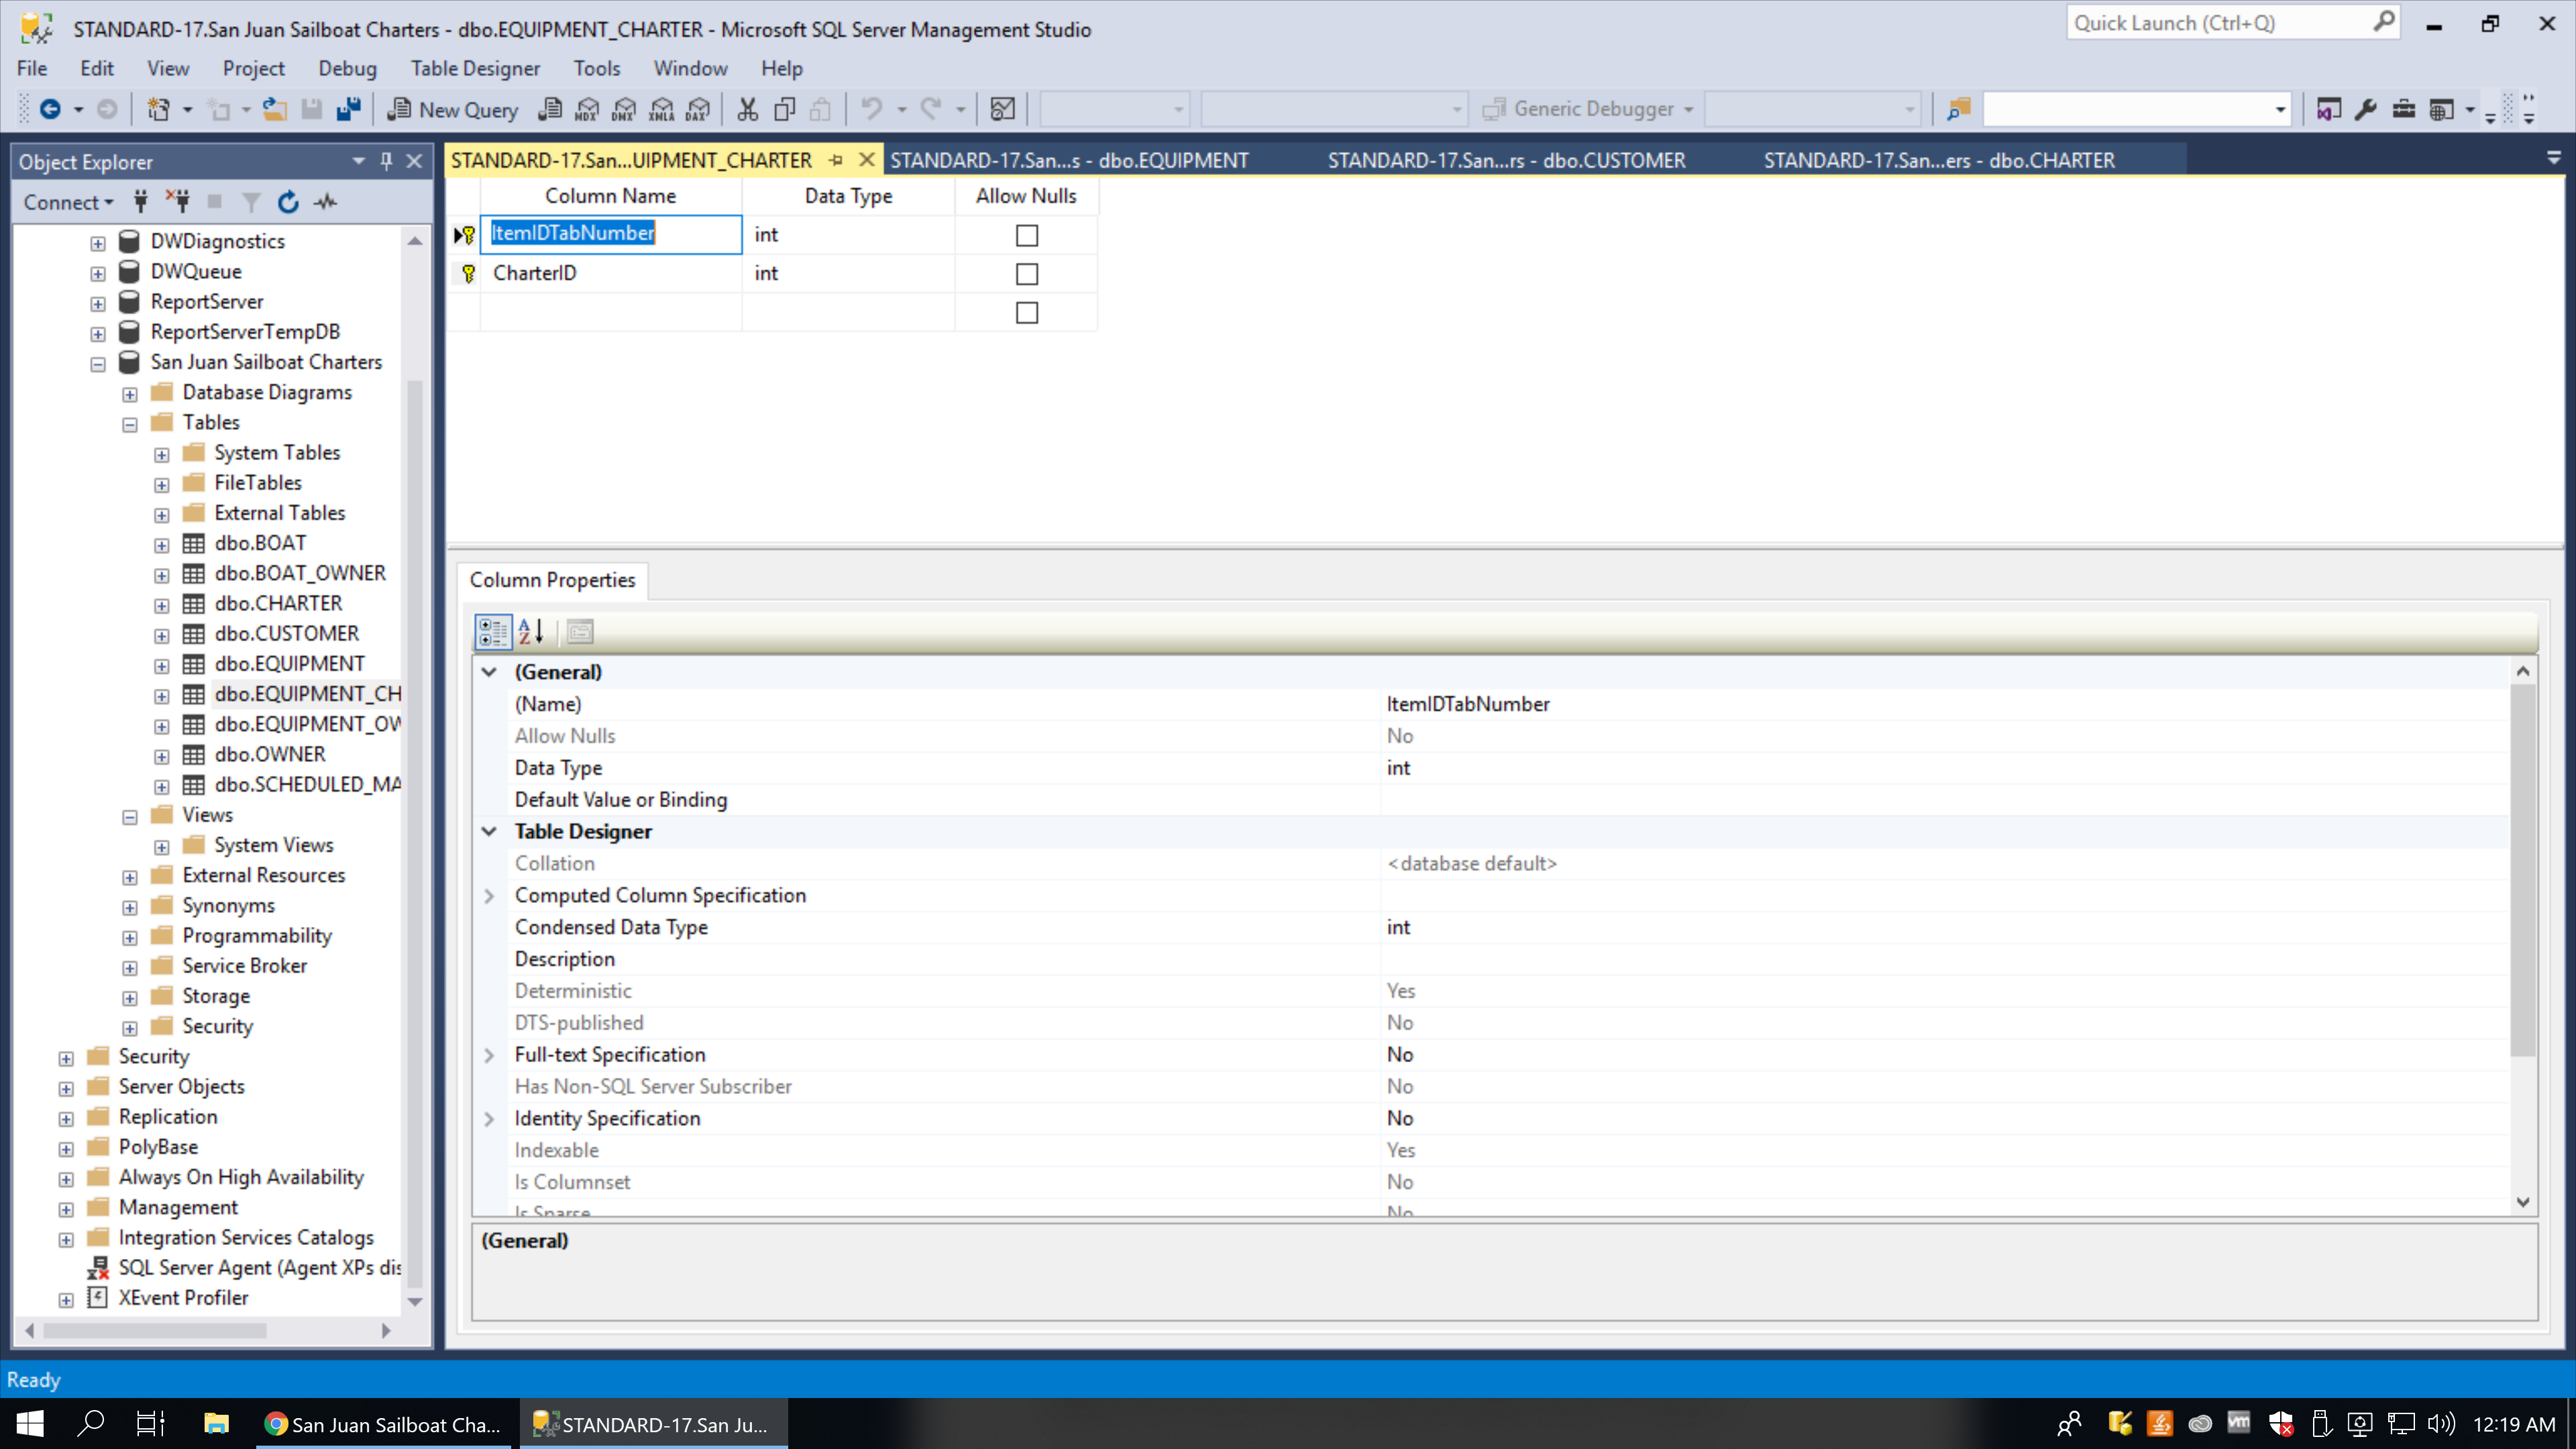 STANDARD-17.San Juan Sailboat Charters - dbo.EQUIPMENT_CHARTER - Microsoft SQL Server Management Studio
Quick Launch (Ctrl+Q)
File Edit View Project Debug Table Designer Tools Window Help
New Query MDX DMX XMLA DAX Generic Debugger
Object Explorer
Connect
DWDiagnostics
DWQueue
ReportServer
ReportServerTempDB
San Juan Sailboat Charters
Database Diagrams
Tables
System Tables
FileTables
External Tables
dbo.BOAT
dbo.BOAT_OWNER
dbo.CHARTER
dbo.CUSTOMER
dbo.EQUIPMENT
dbo.EQUIPMENT_CH
dbo.EQUIPMENT_OW
dbo.OWNER
dbo.SCHEDULED_MA
Views
System Views
External Resources
Synonyms
Programmability
Service Broker
Storage
Security
Security
Server Objects
Replication
PolyBase
Always On High Availability
Management
Integration Services Catalogs
SQL Server Agent (Agent XPs dis
XEvent Profiler
STANDARD-17.San...UIPMENT_CHARTER STANDARD-17.San...s - dbo.EQUIPMENT STANDARD-17.San...rs - dbo.CUSTOMER STANDARD-17.San...ers - dbo.CHARTER
Column Name Data Type Allow Nulls
ItemIDTabNumber int
CharterID int
Column Properties
(General)
(Name) ItemIDTabNumber
Allow Nulls No
Data Type int
Default Value or Binding
Table Designer
Collation <database default>
Computed Column Specification
Condensed Data Type int
Description
Deterministic Yes
DTS-published No
Full-text Specification No
Has Non-SQL Server Subscriber No
Identity Specification No
Indexable Yes
Is Columnset No
Is Sparse No
(General)
Ready
San Juan Sailboat Cha... STANDARD-17.San Ju... vm 12:19 AM